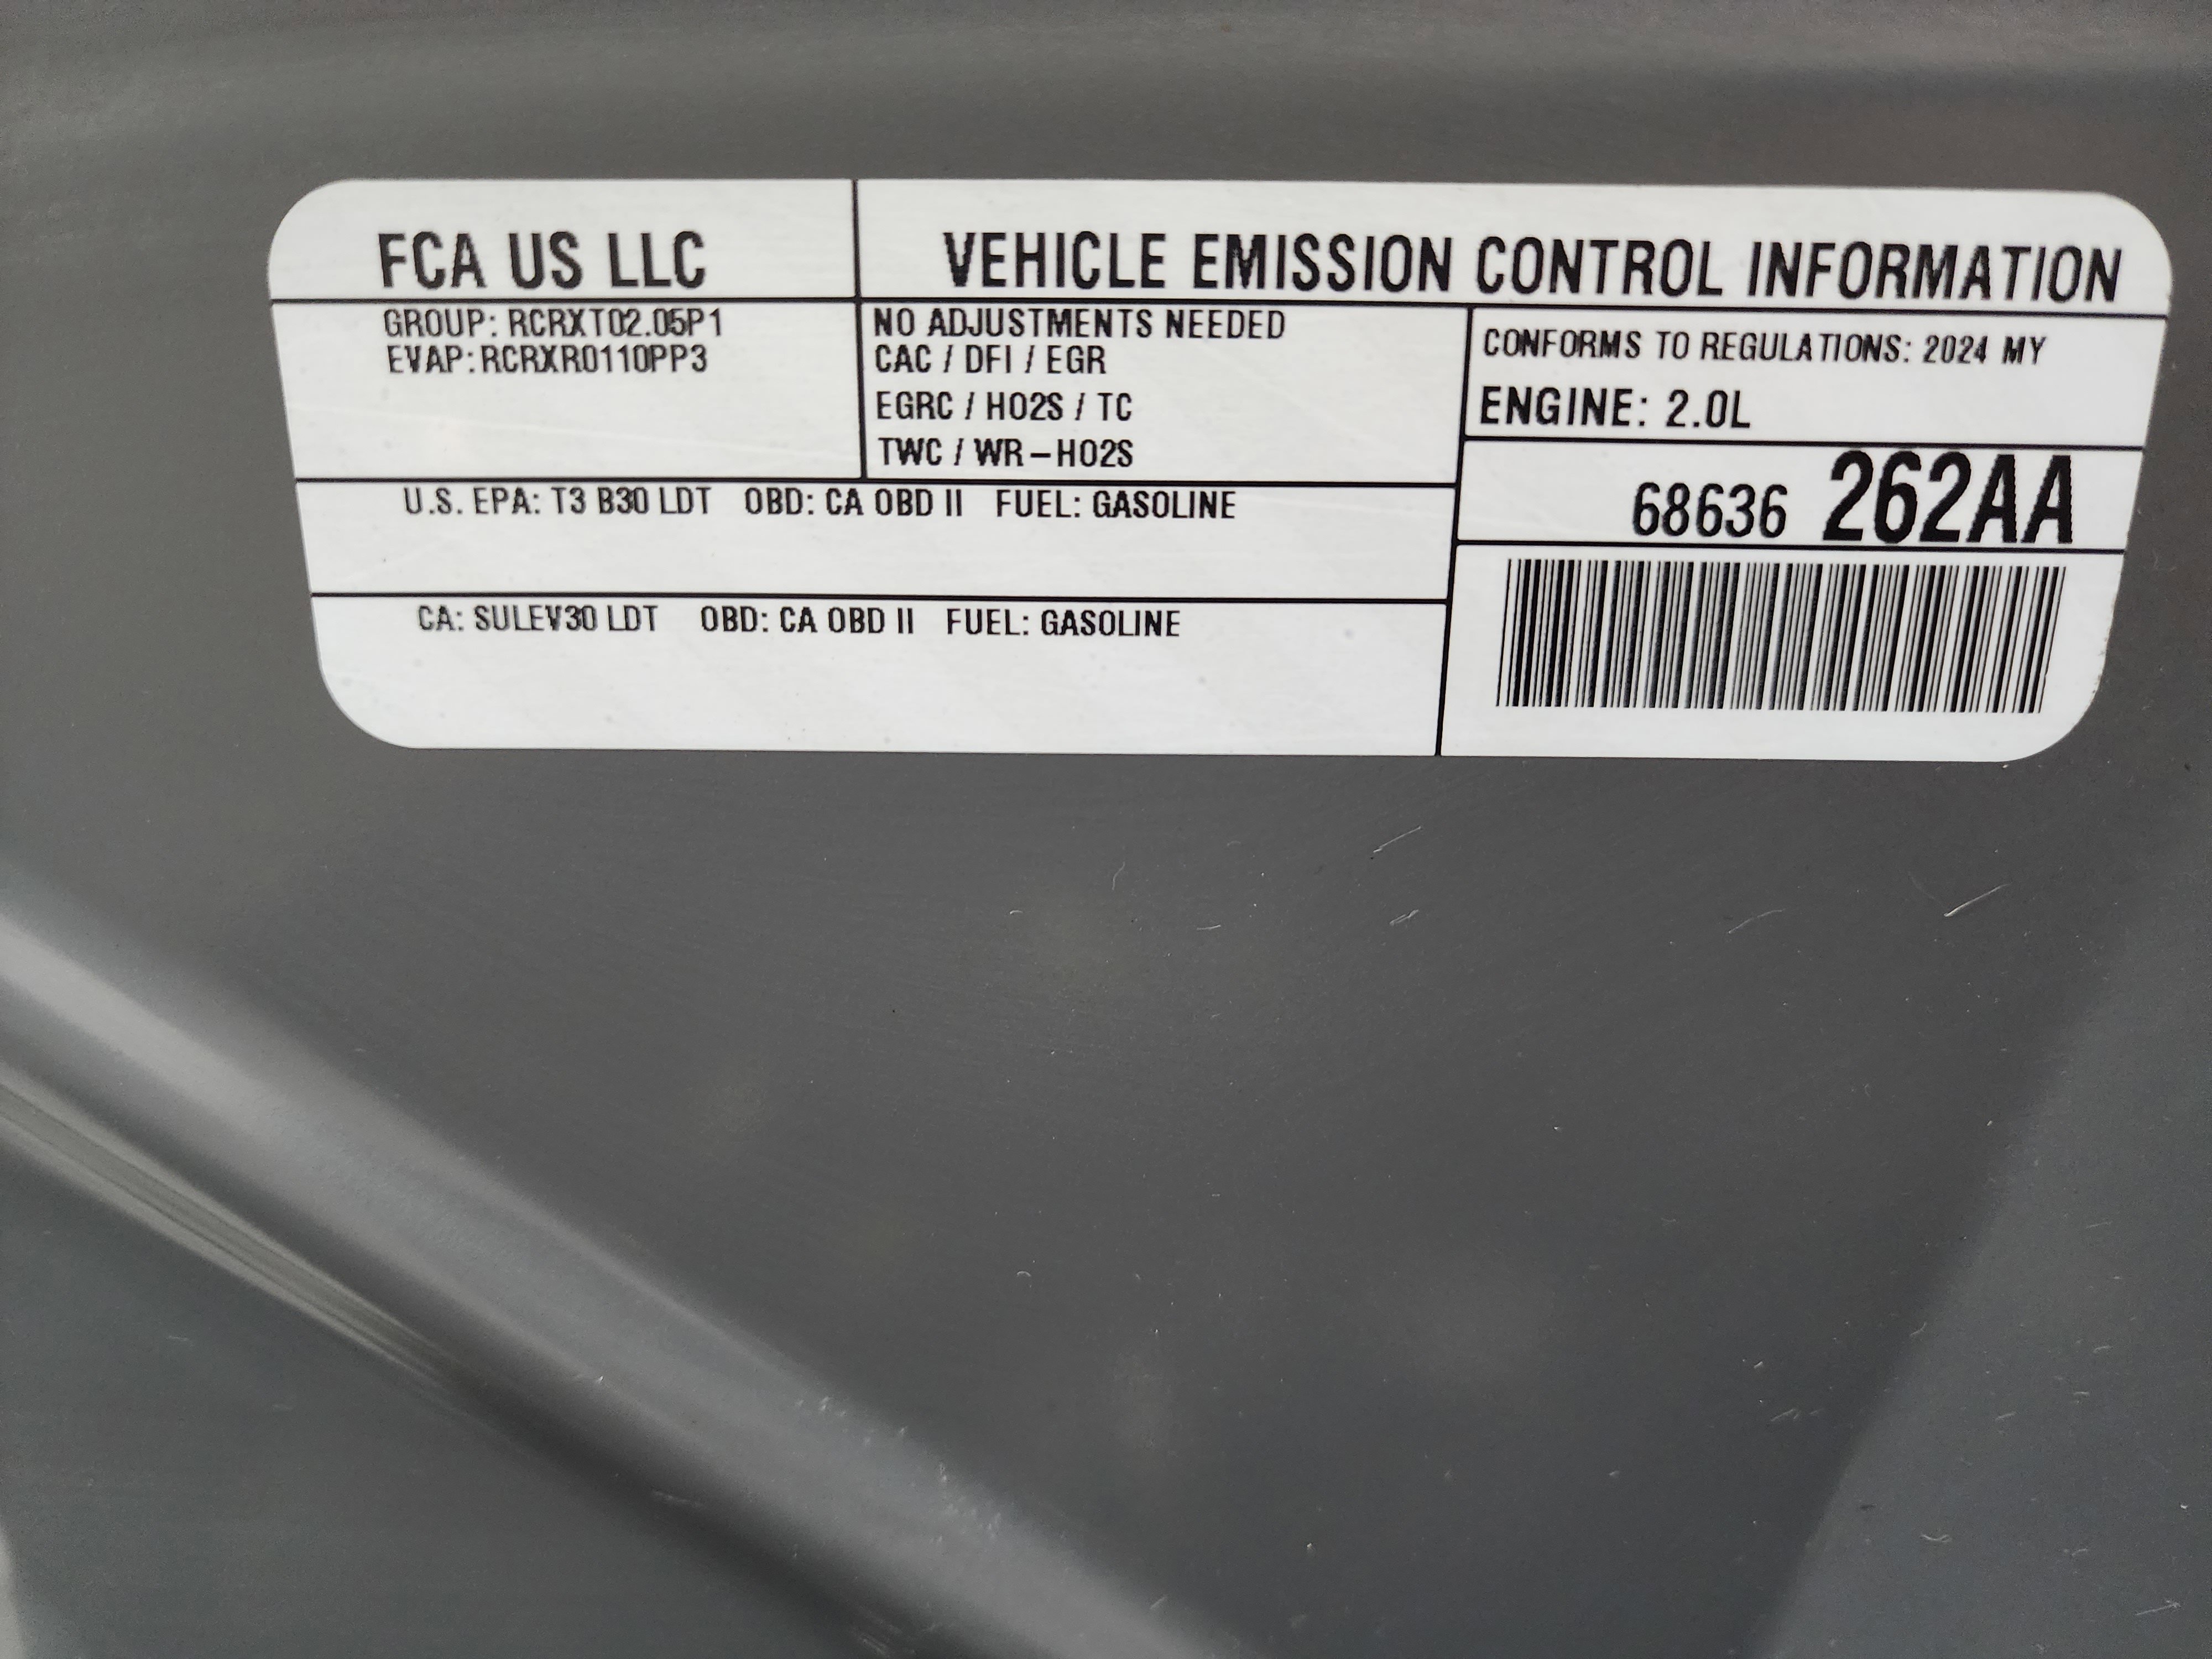 FCA US LLC
VEHICLE EMISSION CONTROL INFORMATION
GROUP: RCRXT02.05P1
EVAP: RCRXR0110PP3
NO ADJUSTMENTS NEEDED
CAC / DFI / EGR
EGRC / HO2S / TC
TWC / WR-HO2S
CONFORMS TO REGULATIONS: 2024 MY
ENGINE: 2.0L
68636 262AA
U.S. EPA: T3 B30 LDT OBD: CA OBD II FUEL: GASOLINE
CA: SULEV30 LDT OBD: CA OBD II FUEL: GASOLINE